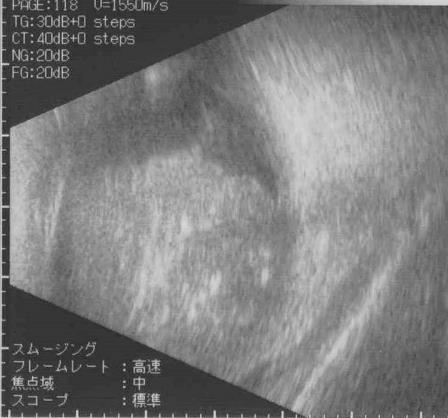 PAGE:118 V=1550m/s
TG:30dB+0 steps
CT:40dB+0 steps
NG:20dB
FG:20dB
スムージング
フレームレート :高速
焦点域 :中
スコープ :標準